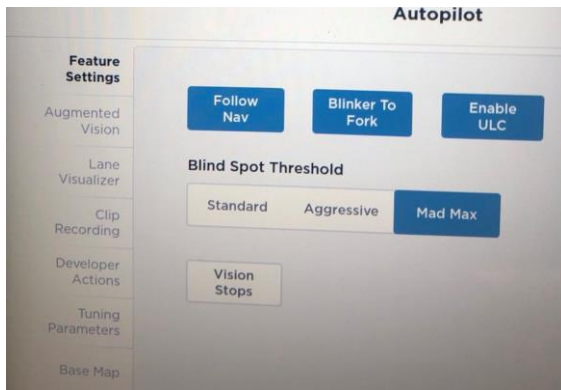 Autopilot
Feature
Settings
Augmented
Vision
Lane
Visualizer
Clip
Recording
Developer
Actions
Tuning
Parameters
Base Map
Follow
Nav
Blinker To
Fork
Enable
ULC
Blind Spot Threshold
Standard
Aggressive
Mad Max
Vision
Stops